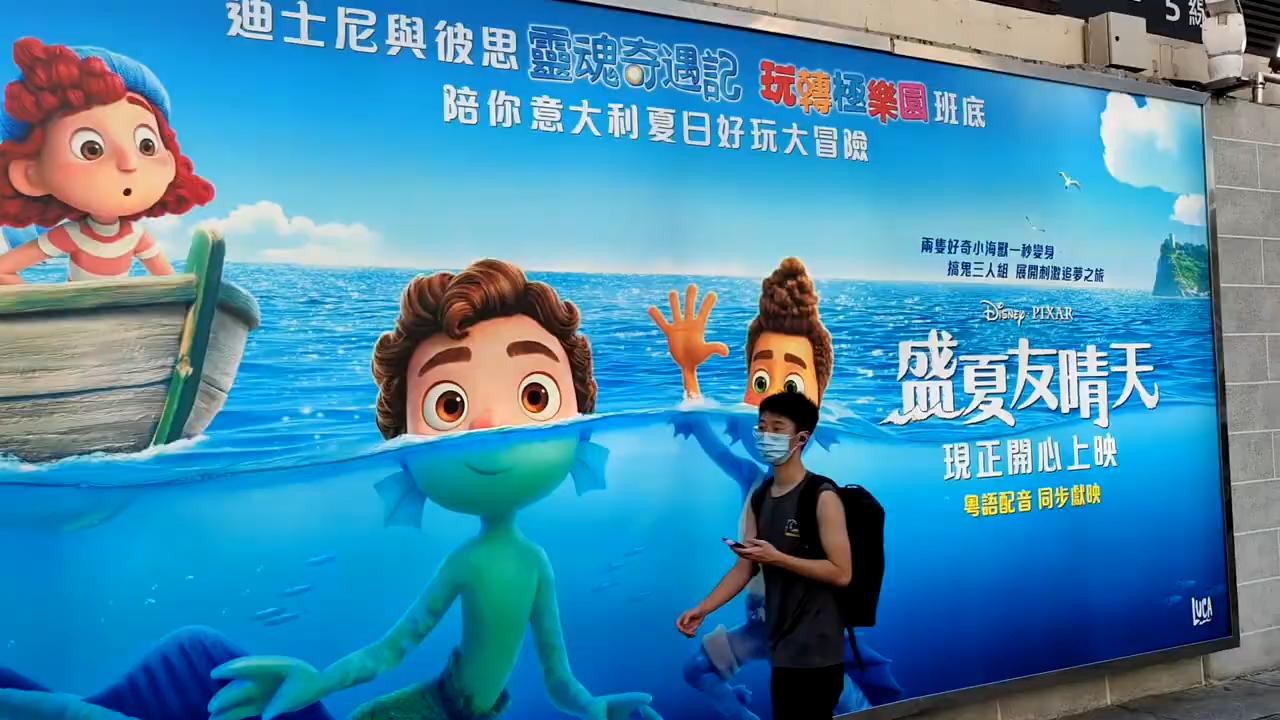 5 線
迪士尼與彼思 靈魂奇遇記 玩轉極樂園 班底
陪你意大利夏日好玩大冒險
兩隻好奇小海獸一秒變身
搞鬼三人組 展開刺激追夢之旅
Disney·PIXAR
盛夏友晴天
現正開心上映
粵語配音 同步獻映
LUCA